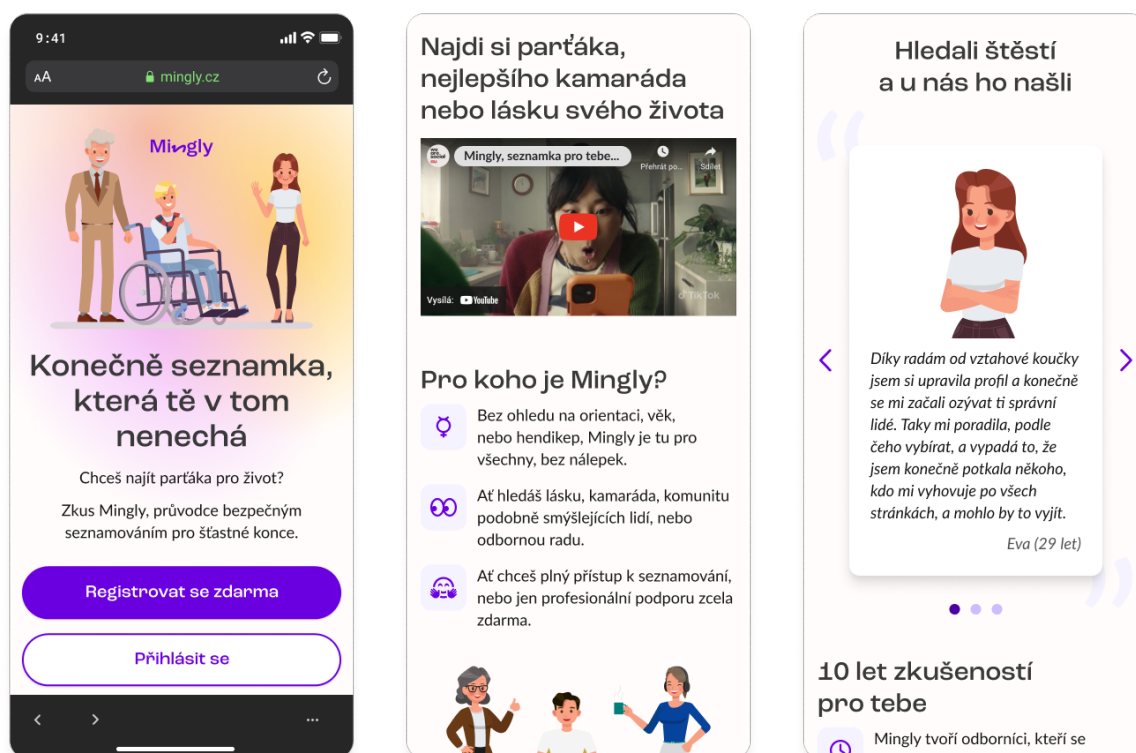 9:41
AA
mingly.cz
Mingly
Konečně seznamka,
která tě v tom
nenechá
Chceš najít parťáka pro život?
Zkus Mingly, průvodce bezpečným
seznamováním pro šťastné konce.
Registrovat se zdarma
Přihlásit se
Najdi si parťáka,
nejlepšího kamaráda
nebo lásku svého života
Mingly, seznamka pro tebe...
Přehrát po...
Sdílet
Vysílá: YouTube
TikTok
Pro koho je Mingly?
Bez ohledu na orientaci, věk,
nebo hendikep, Mingly je tu pro
všechny, bez nálepek.
Ať hledáš lásku, kamaráda, komunitu
podobně smýšlejících lidí, nebo
odbornou radu.
Ať chceš plný přístup k seznamování,
nebo jen profesionální podporu zcela
zdarma.
Hledali štěstí
a u nás ho našli
Díky radám od vztahové koučky
jsem si upravila profil a konečně
se mi začali ozývat ti správní
lidé. Taky mi poradila, podle
čeho vybírat, a vypadá to, že
jsem konečně potkala někoho,
kdo mi vyhovuje po všech
stránkách, a mohlo by to vyjít.
Eva (29 let)
10 let zkušeností
pro tebe
Mingly tvoří odborníci, kteří se